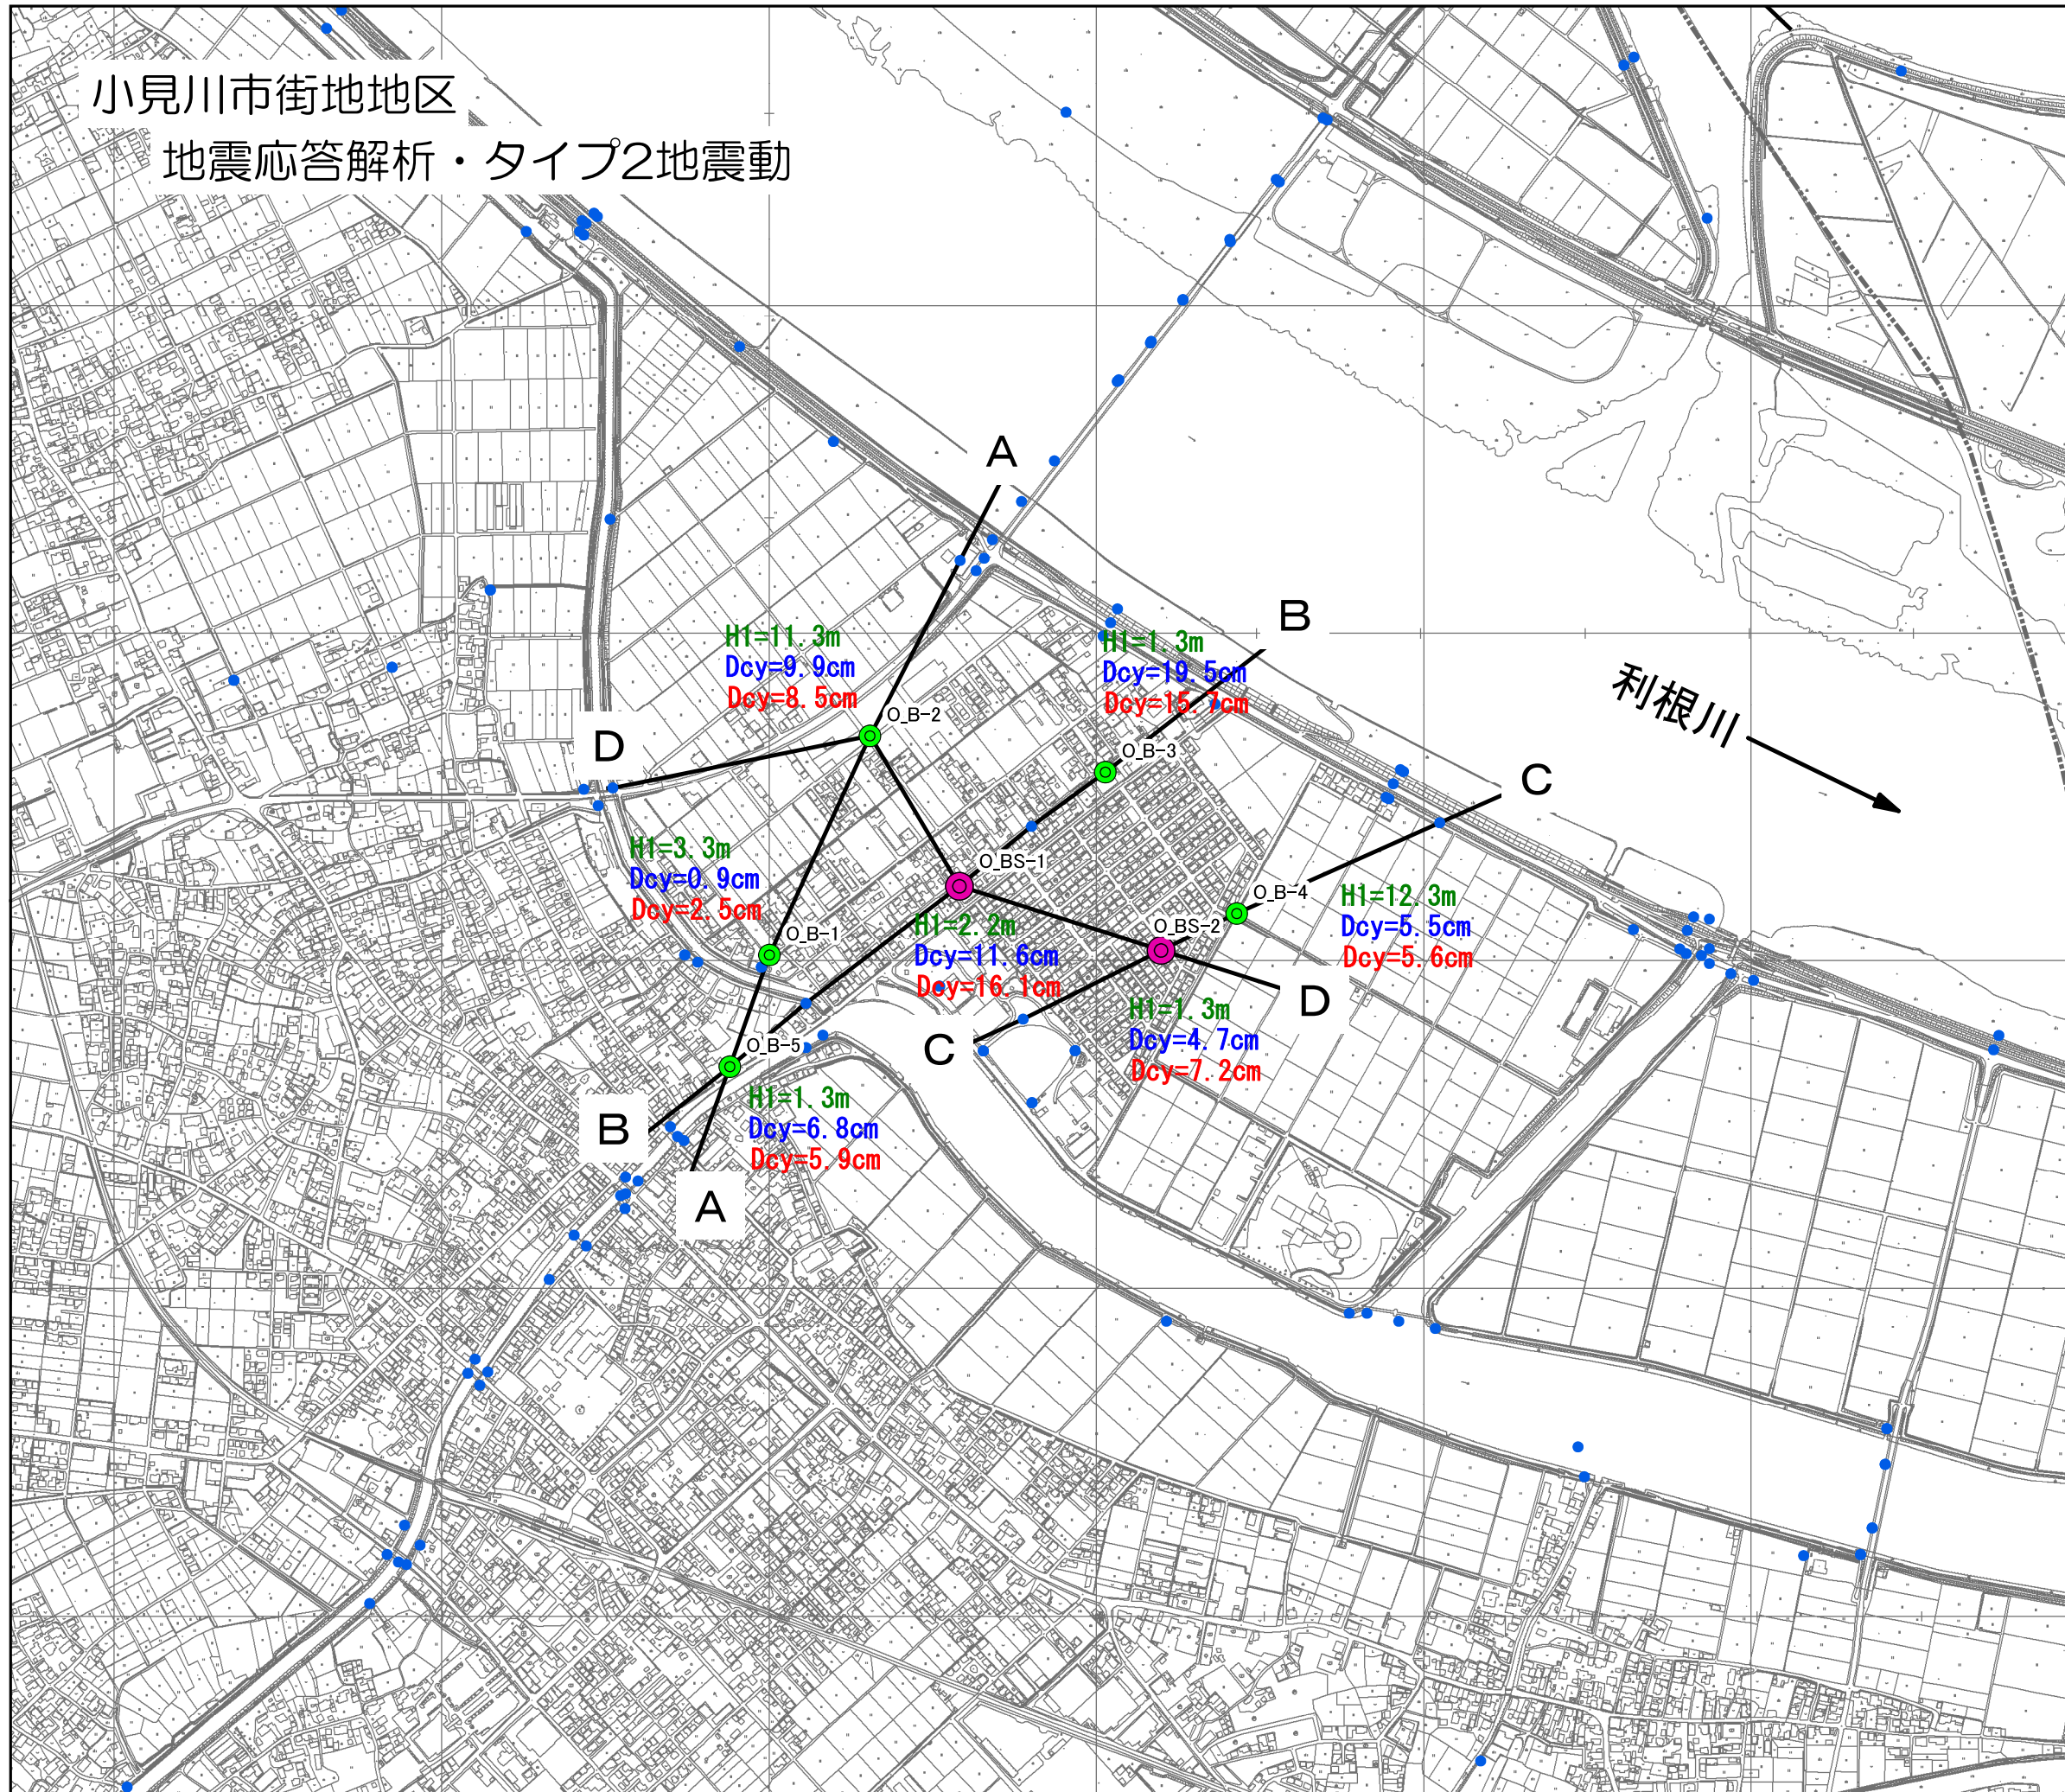 小見川市街地地区
地震応答解析・タイプ2地震動
A
B
H1=11.3m
Dcy=9.9cm
Dcy=8.5cm
H1=1.3m
Dcy=19.5cm
Dcy=15.7cm
利根川
O_B-2
D
O_B-3
C
H1=3.3m
Dcy=0.9cm
Dcy=2.5cm
O_BS-1
O_B-4
H1=12.3m
Dcy=5.5cm
Dcy=5.6cm
O_B-1
H1=2.2m
Dcy=11.6cm
Dcy=16.1cm
O_BS-2
D
H1=1.3m
Dcy=4.7cm
Dcy=7.2cm
C
O_B-5
H1=1.3m
Dcy=6.8cm
Dcy=5.9cm
B
A